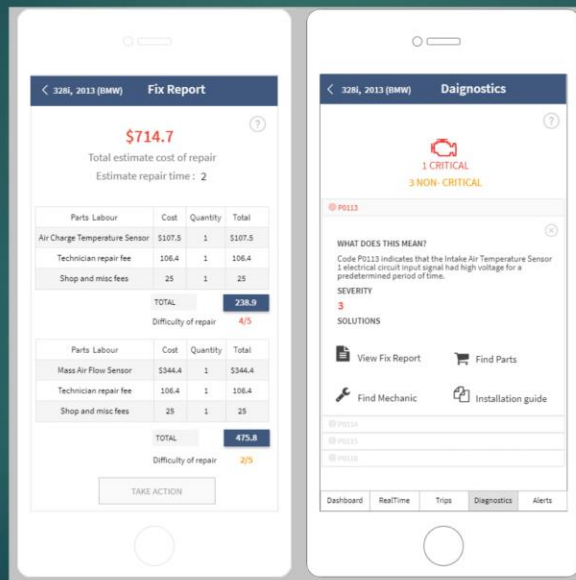 328i, 2013 (BMW) Fix Report
?
$714.7
Total estimate cost of repair
Estimate repair time : 2
Parts Labour Cost Quantity Total
Air Charge Temperature Sensor $107.5 1 $107.5
Technician repair fee 106.4 1 106.4
Shop and misc fees 25 1 25
TOTAL 238.9
Difficulty of repair 4/5
Parts Labour Cost Quantity Total
Mass Air Flow Sensor $344.4 1 $344.4
Technician repair fee 106.4 1 106.4
Shop and misc fees 25 1 25
TOTAL 475.8
Difficulty of repair 2/5
TAKE ACTION
328i, 2013 (BMW) Daignostics
?
1 CRITICAL
3 NON- CRITICAL
P0113
WHAT DOES THIS MEAN?
Code P0113 indicates that the Intake Air Temperature Sensor
1 electrical circuit input signal had high voltage for a
predetermined period of time.
SEVERITY
3
SOLUTIONS
View Fix Report Find Parts
Find Mechanic Installation guide
P0114
P0115
P0116
Dashboard RealTime Trips Diagnostics Alerts